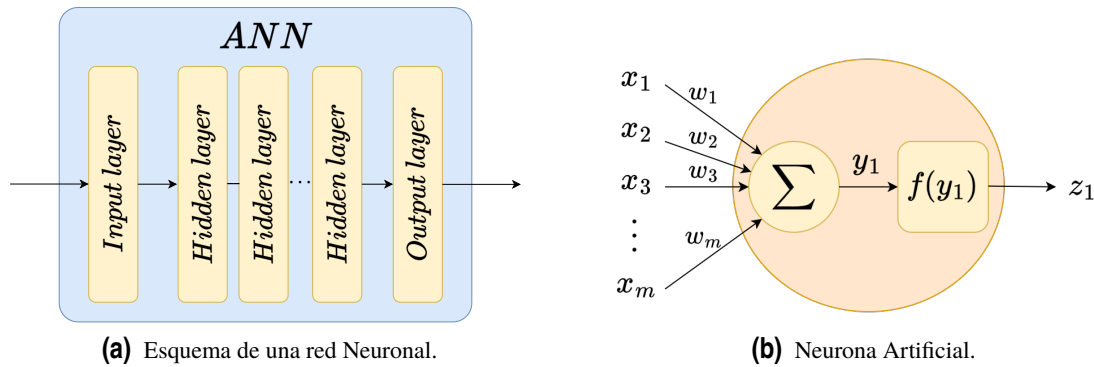 ANN
Input layer
Hidden layer
Hidden layer
...
Hidden layer
Output layer
(a) Esquema de una red Neuronal.
x₁
x₂
x₃
⋮
xₘ
w₁
w₂
w₃
wₘ
∑
y₁
f(y₁)
z₁
(b) Neurona Artificial.